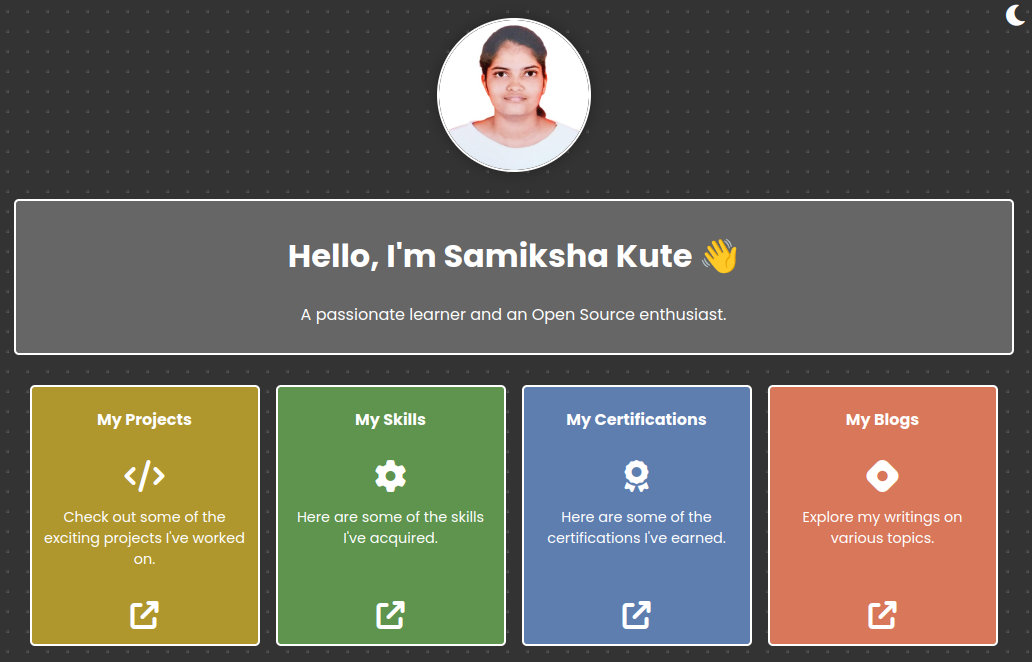 Hello, I'm Samiksha Kute 👋
A passionate learner and an Open Source enthusiast.
My Projects
Check out some of the
exciting projects I've worked
on.
My Skills
Here are some of the skills
I've acquired.
My Certifications
Here are some of the
certifications I've earned.
My Blogs
Explore my writings on
various topics.